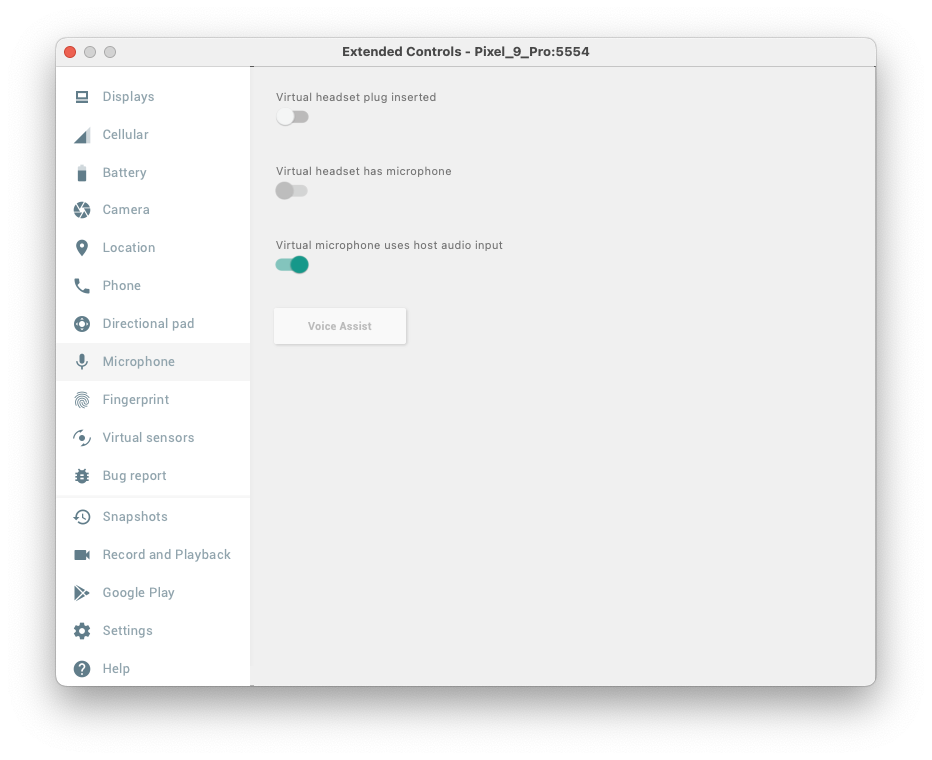 Extended Controls - Pixel_9_Pro:5554
Displays
Cellular
Battery
Camera
Location
Phone
Directional pad
Microphone
Fingerprint
Virtual sensors
Bug report
Snapshots
Record and Playback
Google Play
Settings
Help
Virtual headset plug inserted
Virtual headset has microphone
Virtual microphone uses host audio input
Voice Assist